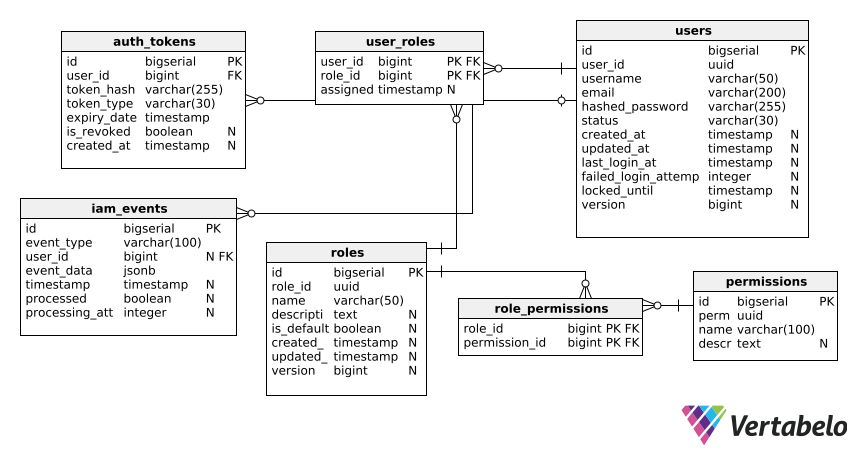 auth_tokens
id bigserial PK
user_id bigint FK
token_hash varchar(255)
token_type varchar(30)
expiry_date timestamp
is_revoked boolean N
created_at timestamp N
user_roles
user_id bigint PK FK
role_id bigint PK FK
assigned timestamp N
users
id bigserial PK
user_id uuid
username varchar(50)
email varchar(200)
hashed_password varchar(255)
status varchar(30)
created_at timestamp N
updated_at timestamp N
last_login_at timestamp N
failed_login_attemp integer N
locked_until timestamp N
version bigint N
iam_events
id bigserial PK
event_type varchar(100)
user_id bigint N FK
event_data jsonb
timestamp timestamp N
processed boolean N
processing_att integer N
roles
id bigserial PK
role_id uuid
name varchar(50)
descripti text N
is_default boolean N
created_ timestamp N
updated_ timestamp N
version bigint N
role_permissions
role_id bigint PK FK
permission_id bigint PK FK
permissions
id bigserial PK
perm uuid
name varchar(100)
descr text N
Vertabelo